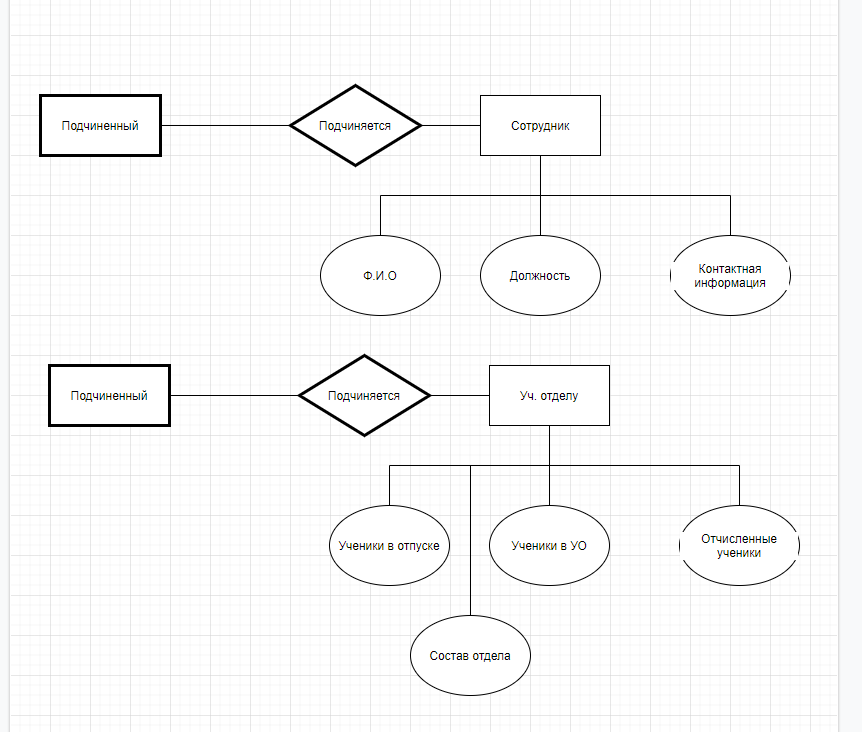 Подчиненный
Подчиняется
Сотрудник
Ф.И.О
Должность
Контактная
информация
Подчиненный
Подчиняется
Уч. отделу
Ученики в отпуске
Ученики в УО
Отчисленные
ученики
Состав отдела